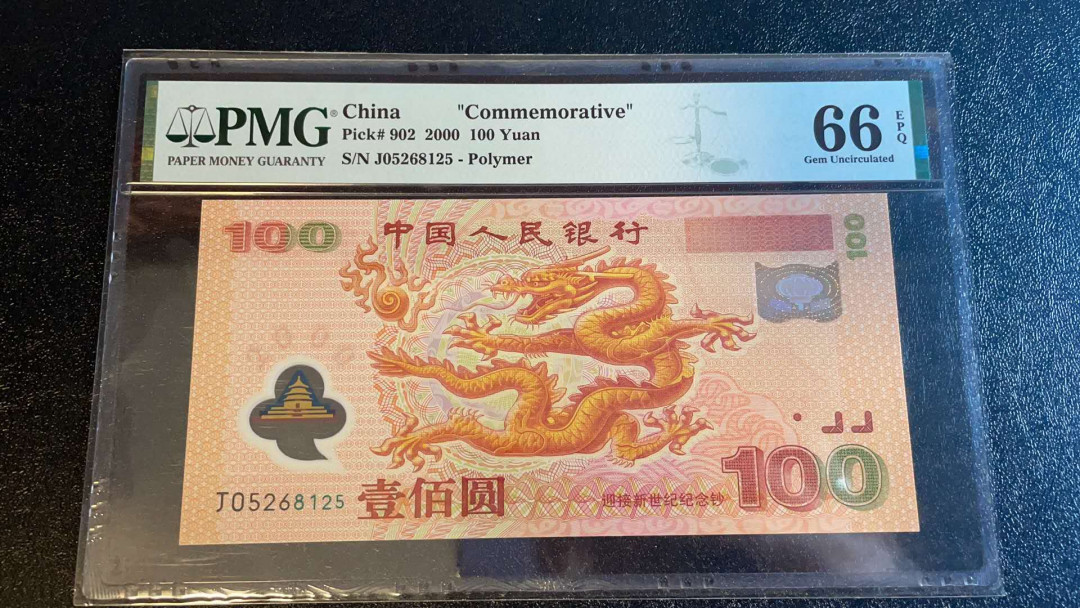 PMG®
PAPER MONEY GUARANTY
China "Commemorative"
Pick# 902 2000 100 Yuan
S/N J05268125 - Polymer
66
EPQ
Gem Uncirculated
100
中国人民银行
100
2000
J05268125
壹佰圆
迎接新世纪纪念钞
100